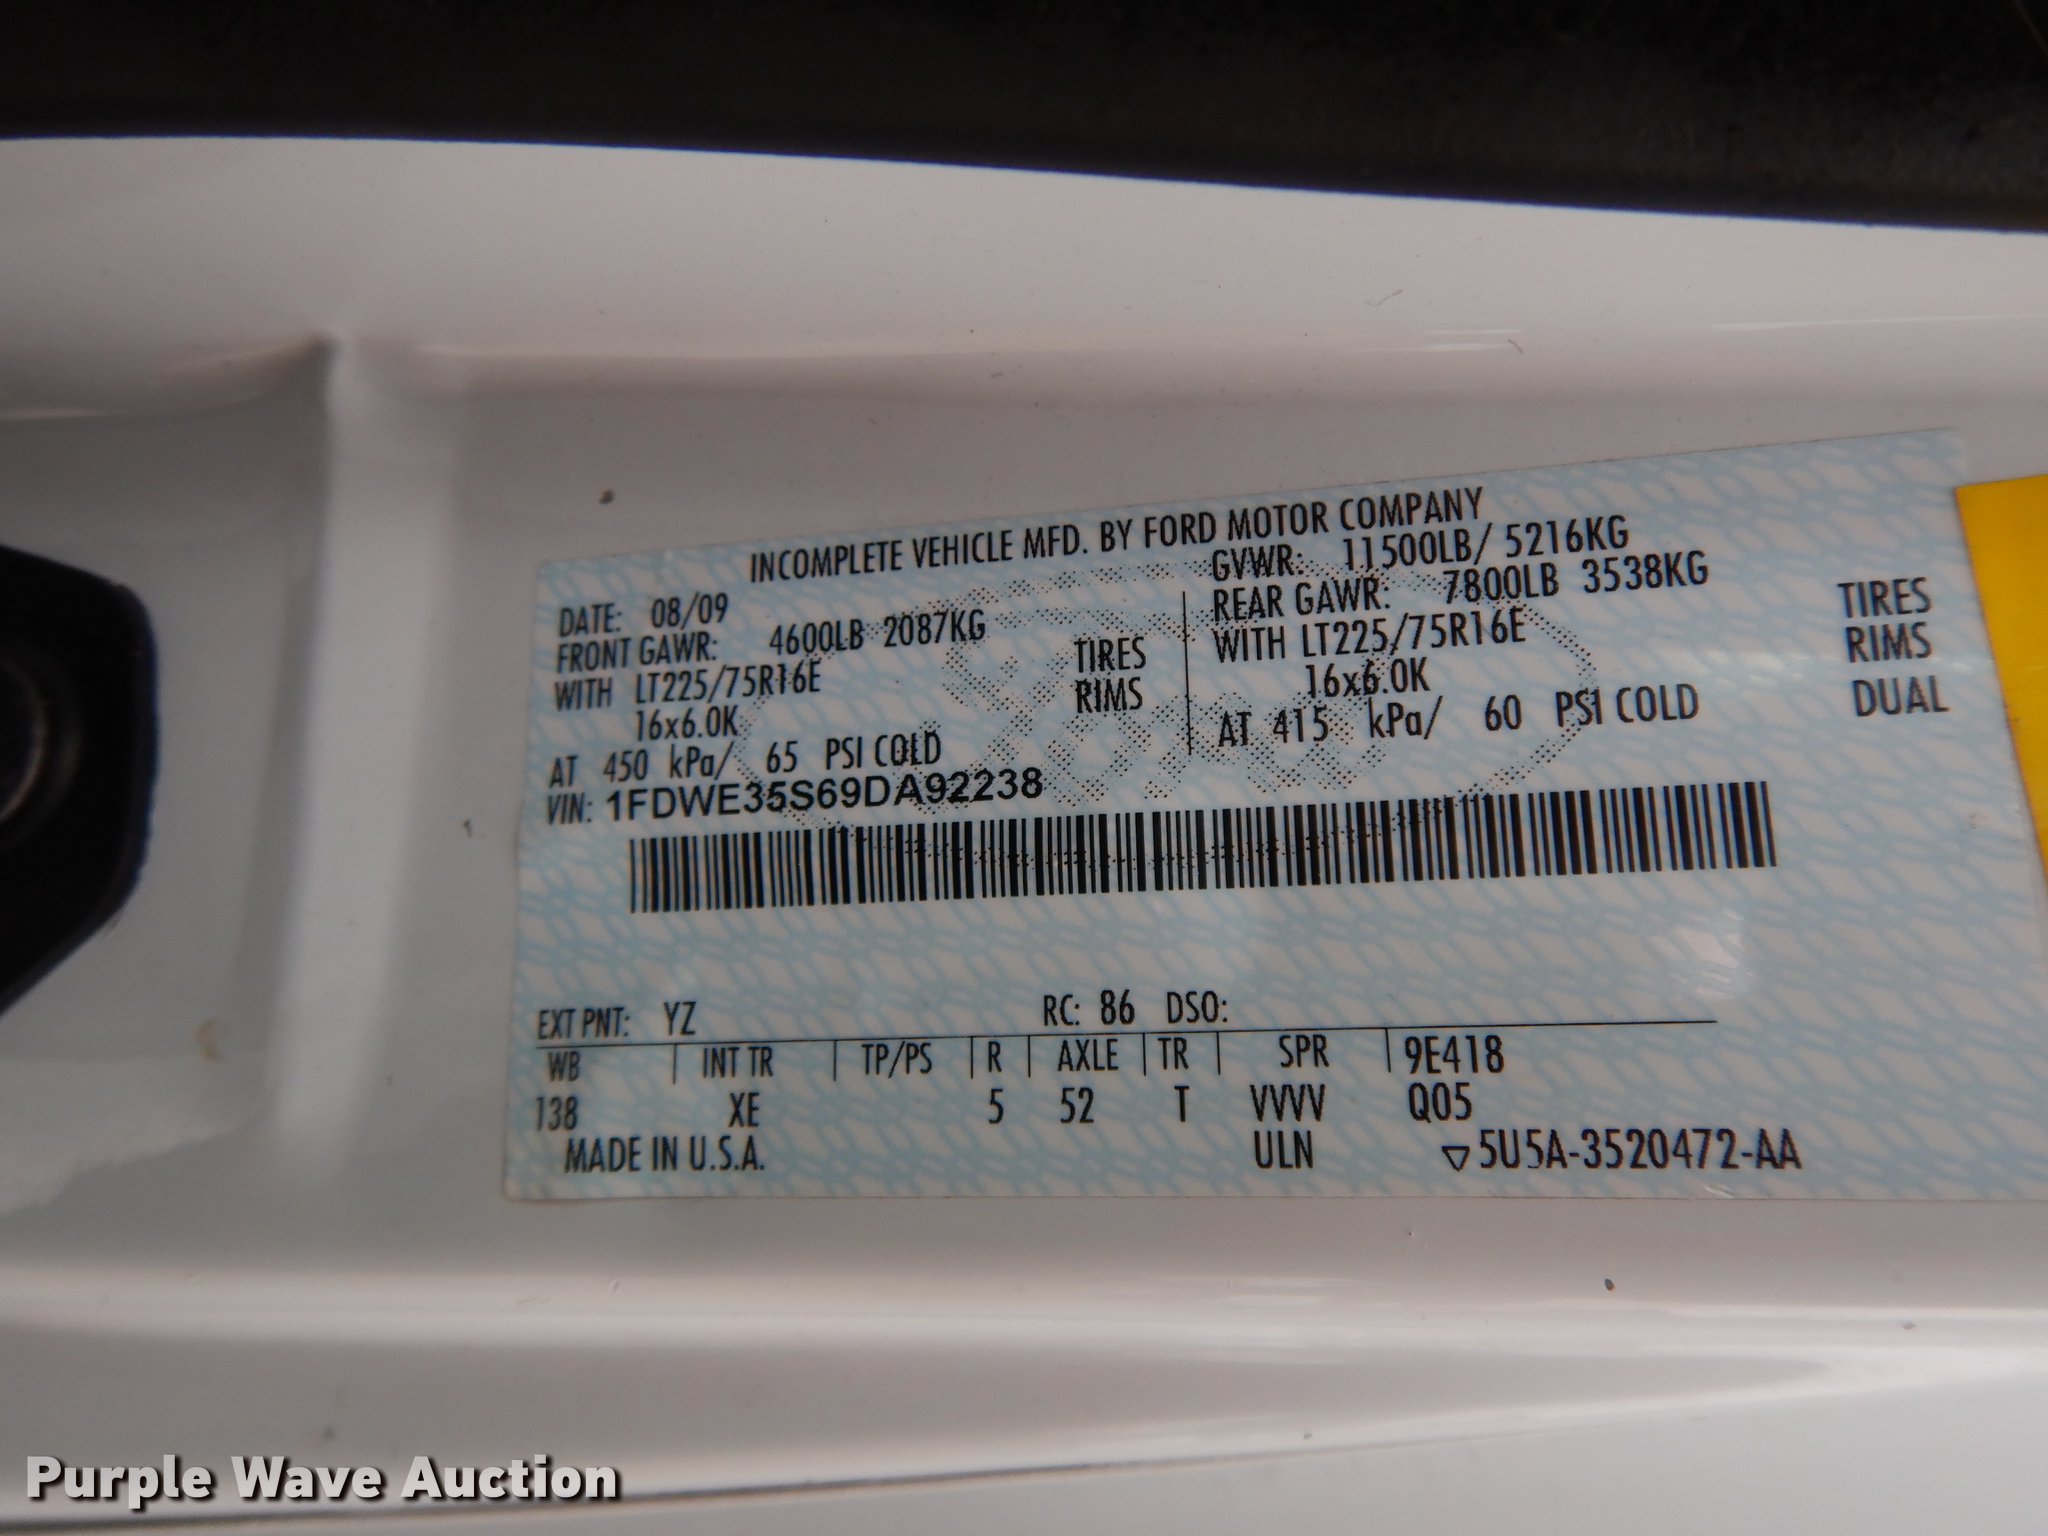 INCOMPLETE VEHICLE MFD. BY FORD MOTOR COMPANY
DATE: 08/09 GVWR: 11500LB/ 5216KG
FRONT GAWR: 4600LB 2087KG REAR GAWR: 7800LB 3538KG
WITH LT225/75R16E TIRES WITH LT225/75R16E TIRES
16x6.0K RIMS 16x6.0K RIMS
AT 450 kPa/ 65 PSI COLD AT 415 kPa/ 60 PSI COLD DUAL
VIN: 1FDWE35S69DA92238
EXT PNT: YZ RC: 86 DSO:
WB INT TR TP/PS R AXLE TR SPR 9E418
138 XE 5 52 T VVVV Q05
MADE IN U.S.A. ULN ▽5U5A-3520472-AA
Purple Wave Auction